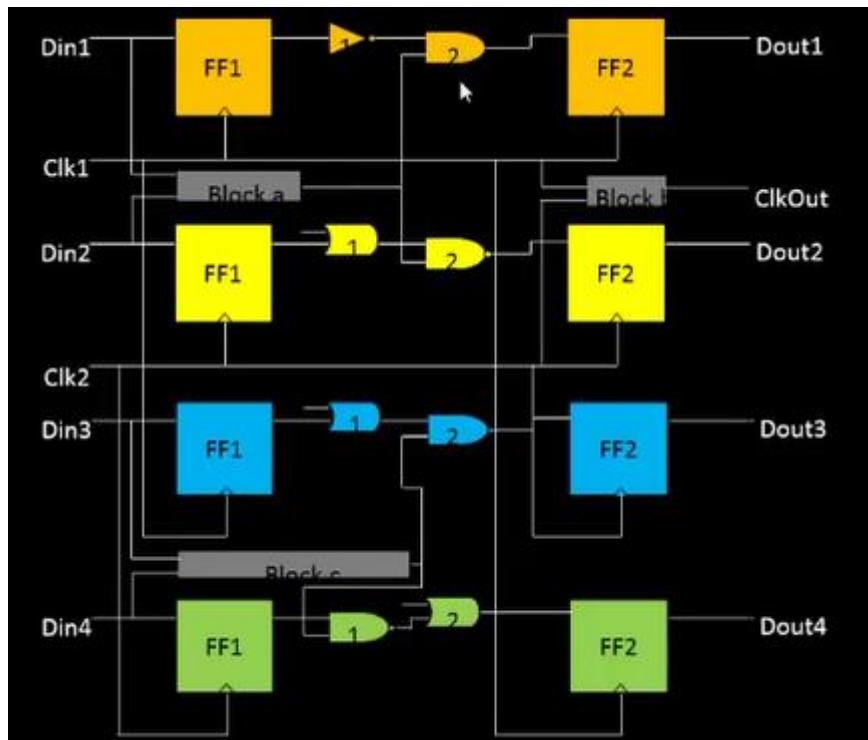 Din1
FF1
1
2
FF2
Dout1
Clk1
Block a
Block
ClkOut
Din2
FF1
1
2
FF2
Dout2
Clk2
Din3
FF1
1
2
FF2
Dout3
Block c
Din4
FF1
1
2
FF2
Dout4